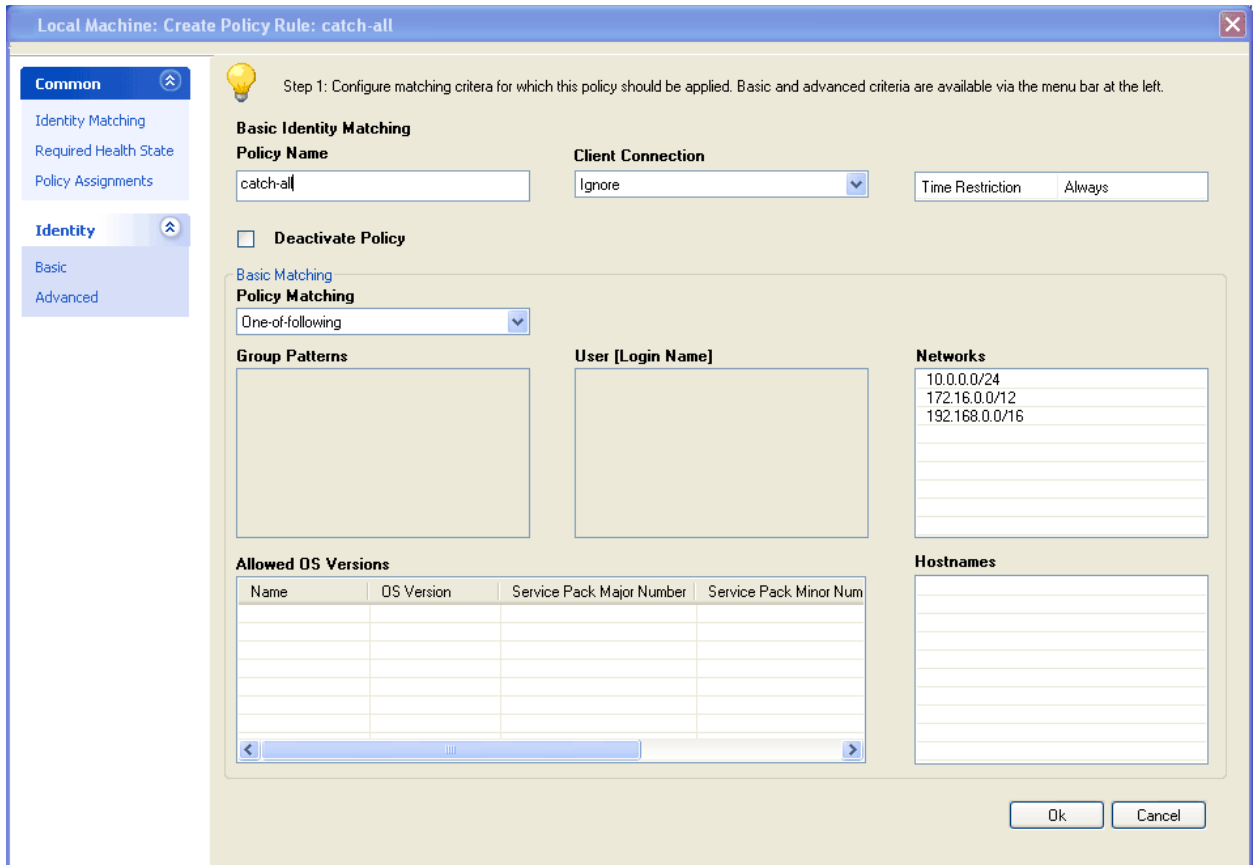 Local Machine: Create Policy Rule: catch-all
Common
Identity Matching
Required Health State
Policy Assignments
Identity
Basic
Advanced
Step 1: Configure matching critera for which this policy should be applied. Basic and advanced criteria are available via the menu bar at the left.
Basic Identity Matching
Policy Name
Client Connection
catch-all
Ignore
Time Restriction Always
Deactivate Policy
Basic Matching
Policy Matching
One-of-following
Group Patterns
User [Login Name]
Networks
10.0.0.0/24
172.16.0.0/12
192.168.0.0/16
Allowed OS Versions
Name OS Version Service Pack Major Number Service Pack Minor Num
Hostnames
Ok
Cancel